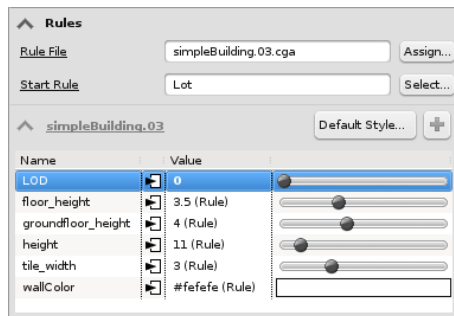 Rules
Rule File simpleBuilding.03.cga Assign...
Start Rule Lot Select...
simpleBuilding.03 Default Style...
Name Value
LOD 0
floor_height 3.5 (Rule)
groundfloor_height 4 (Rule)
height 11 (Rule)
tile_width 3 (Rule)
wallColor #fefefe (Rule)